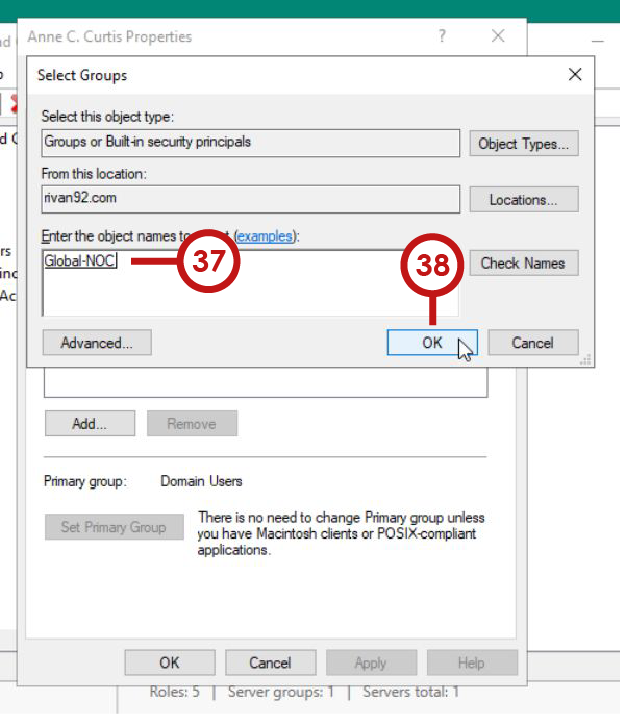 nd
Anne C. Curtis Properties
?
Select Groups
d C
Select this object type:
Groups or Built-in security principals
Object Types...
From this location:
rivan92.com
Locations...
Enter the object names to t (examples):
rs
inc
Ac
Global-NOC
37
38
Check Names
Advanced...
OK
Cancel
Add...
Remove
Primary group:
Domain Users
Set Primary Group
There is no need to change Primary group unless
you have Macintosh clients or POSIX-compliant
applications.
OK
Cancel
Apply
Help
Roles: 5 | Server groups: 1 | Servers total: 1